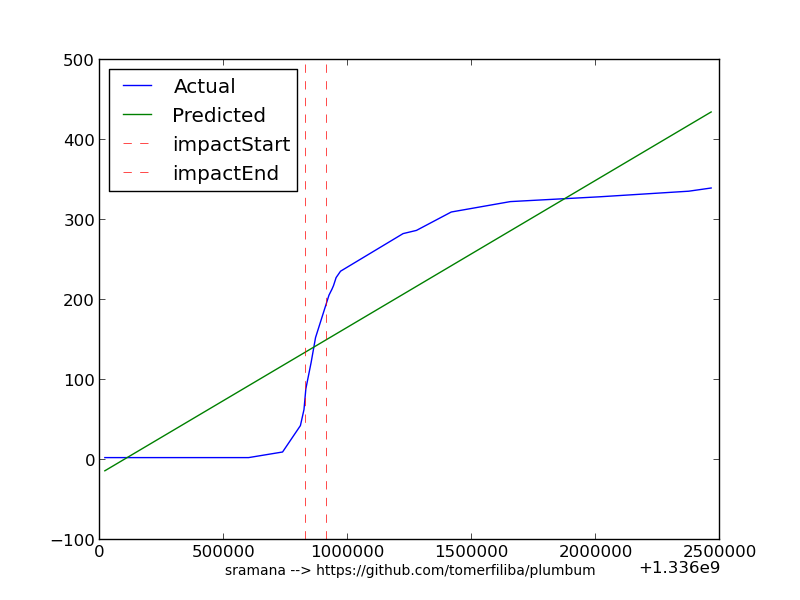 500
400
300
200
100
0
−100
Actual
Predicted
impactStart
impactEnd
0 500000 1000000 1500000 2000000 2500000
sramana --> https://github.com/tomerfiliba/plumbum
+1.336e9